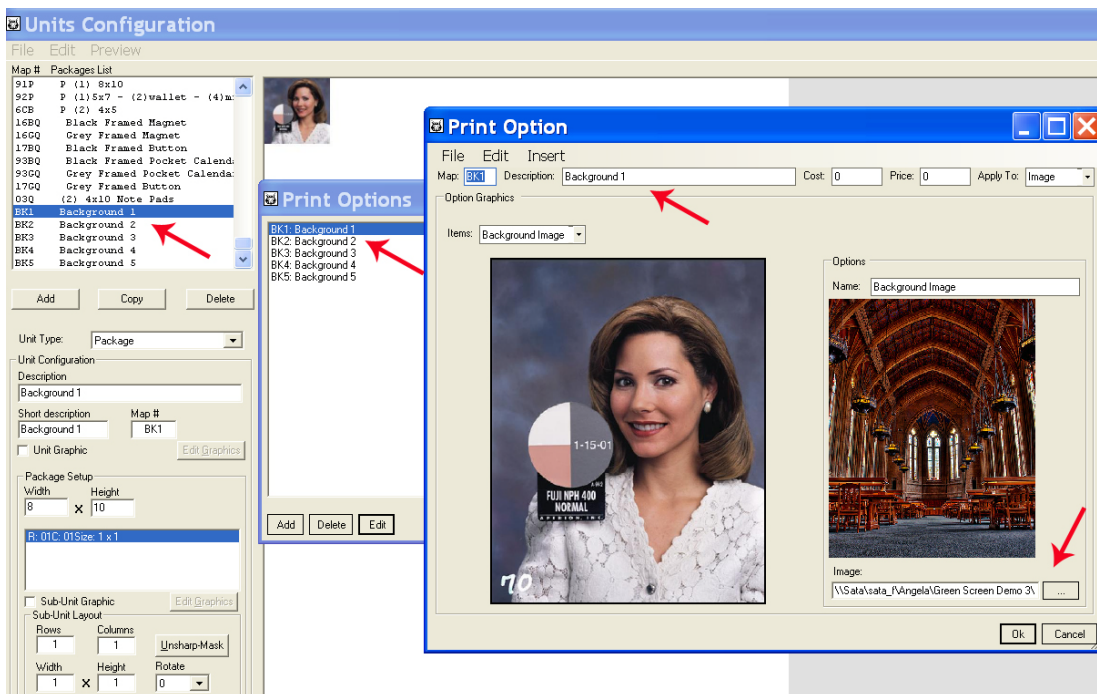 Units Configuration
File Edit Preview
Map # Packages List
91P P (1) 8x10
92P P (1)5x7 - (2)wallet - (4)m
6CB P (2) 4x5
16BQ Black Framed Magnet
16GQ Grey Framed Magnet
17BQ Black Framed Button
93BQ Black Framed Pocket Calenda
93GQ Grey Framed Pocket Calenda
17GQ Grey Framed Button
03Q (2) 4x10 Note Pads
BK1 Background 1
BK2 Background 2
BK3 Background 3
BK4 Background 4
BK5 Background 5
Add Copy Delete
Unit Type: Package
Unit Configuration
Description
Background 1
Short description Map #
Background 1 BK1
Unit Graphic Edit Graphics
Package Setup
Width Height
8 X 10
R: 01C: 01Size: 1 x 1
Sub-Unit Graphic Edit Graphics
Sub-Unit Layout
Rows Columns
1 1 Unsharp-Mask
Width Height Rotate
1 X 1 0
Print Options
BK1: Background 1
BK2: Background 2
BK3: Background 3
BK4: Background 4
BK5: Background 5
Add Delete Edit
Print Option
File Edit Insert
Map: BK1 Description: Background 1 Cost: 0 Price: 0 Apply To: Image
Option Graphics
Items: Background Image
1-15-01
FUJI NPH 400
NORMAL
70
Options
Name: Background Image
Image:
\\Sata\sata_f\Angela\Green Screen Demo 3\ ...
Ok Cancel